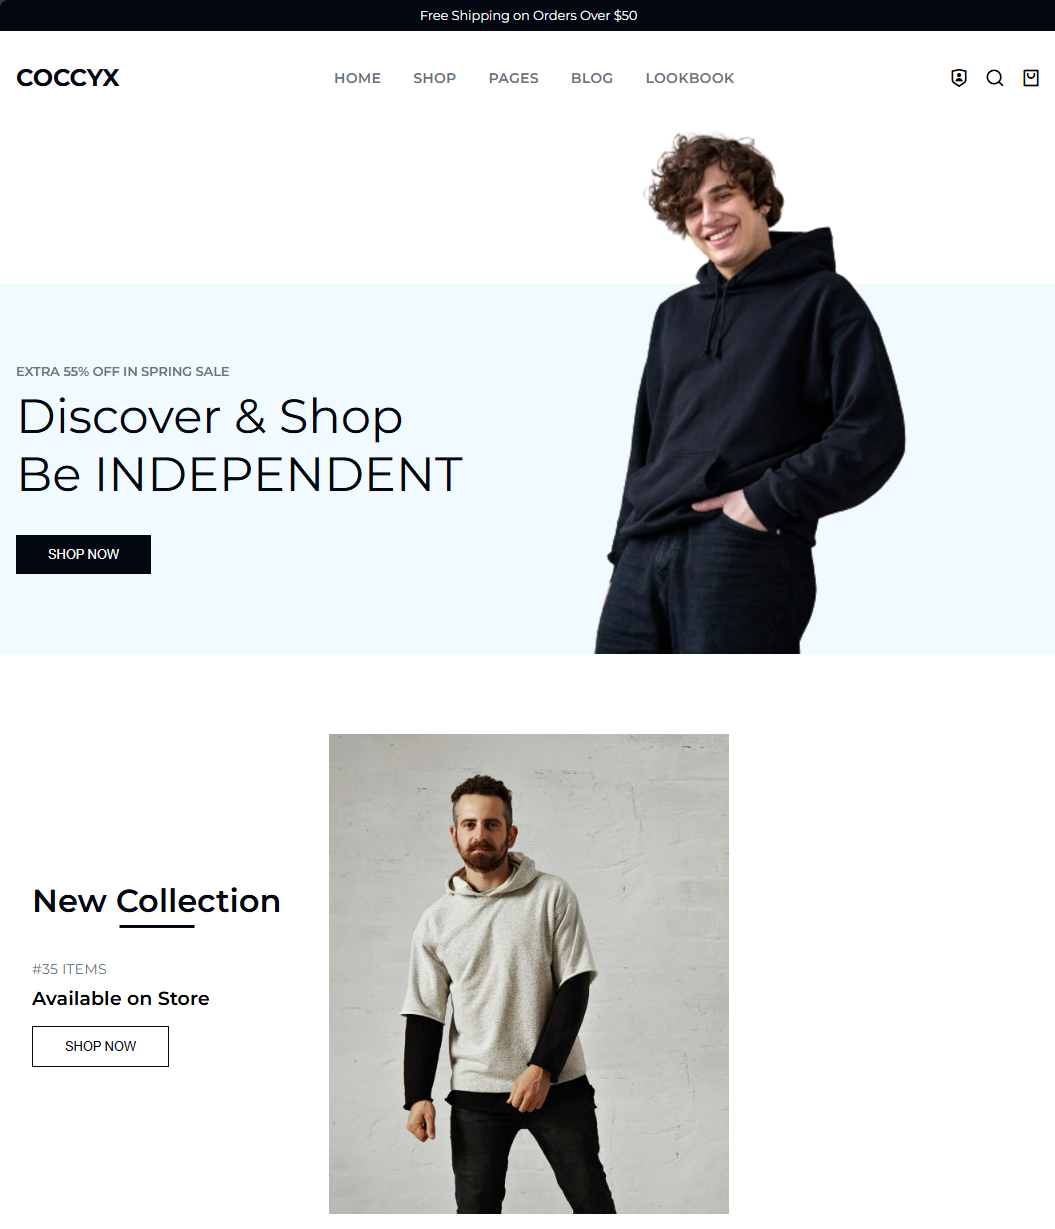 Free Shipping on Orders Over $50
COCCYX
HOME SHOP PAGES BLOG LOOKBOOK
EXTRA 55% OFF IN SPRING SALE
Discover & Shop
Be INDEPENDENT
SHOP NOW
New Collection
#35 ITEMS
Available on Store
SHOP NOW